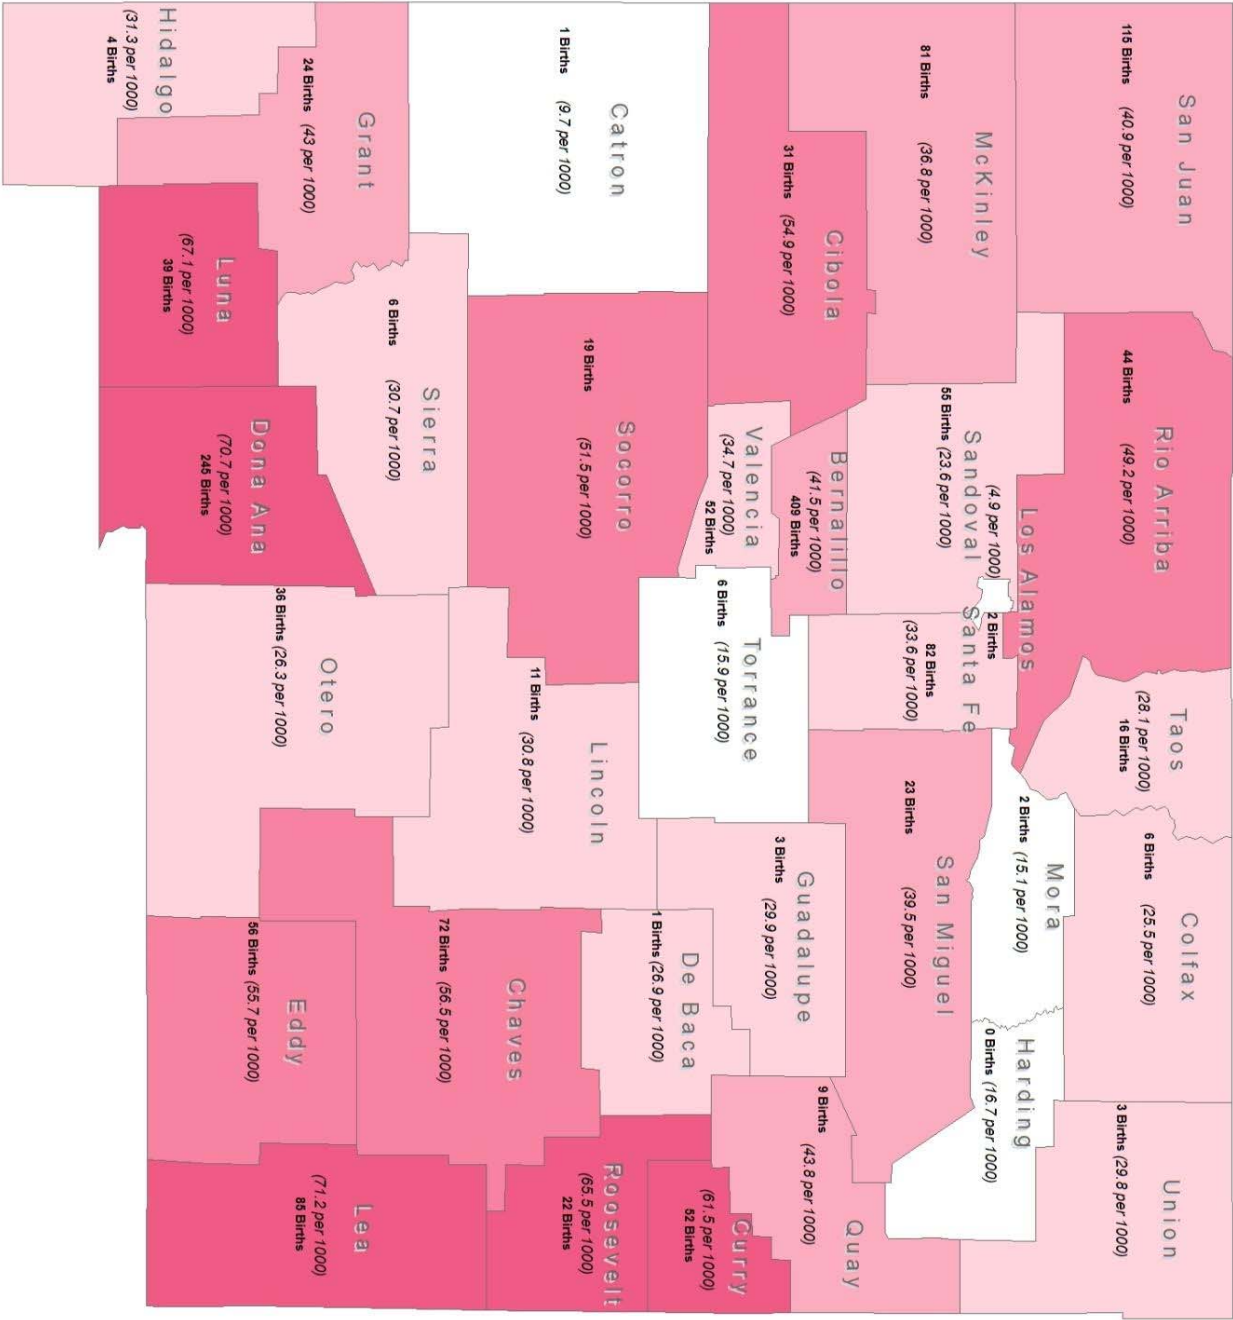 San Juan
115 Births (40.9 per 1000)
Rio Arriba
44 Births (49.2 per 1000)
Taos
(28.1 per 1000)
16 Births
Colfax
6 Births (25.5 per 1000)
Union
3 Births (29.8 per 1000)
McKinley
81 Births (36.8 per 1000)
Sandoval
55 Births (23.6 per 1000)
Los Alamos
(4.9 per 1000)
2 Births
Santa Fe
82 Births
(33.6 per 1000)
Mora
2 Births (15.1 per 1000)
Harding
0 Births (16.7 per 1000)
San Miguel
23 Births (39.5 per 1000)
Cibola
31 Births (54.9 per 1000)
Bernalillo
(41.5 per 1000)
409 Births
Valencia
(34.7 per 1000)
52 Births
Torrance
6 Births (15.9 per 1000)
Guadalupe
3 Births (29.9 per 1000)
Quay
9 Births (43.8 per 1000)
Curry
(61.5 per 1000)
52 Births
De Baca
1 Births (26.9 per 1000)
Roosevelt
(65.5 per 1000)
22 Births
Catron
1 Births (9.7 per 1000)
Socorro
19 Births (51.5 per 1000)
Lincoln
11 Births (30.8 per 1000)
Chaves
72 Births (56.5 per 1000)
Grant
24 Births (43 per 1000)
Sierra
6 Births (30.7 per 1000)
Otero
36 Births (26.3 per 1000)
Eddy
56 Births (55.7 per 1000)
Lea
(71.2 per 1000)
85 Births
Hidalgo
(31.3 per 1000)
4 Births
Luna
(67.1 per 1000)
39 Births
Dona Ana
(70.7 per 1000)
245 Births